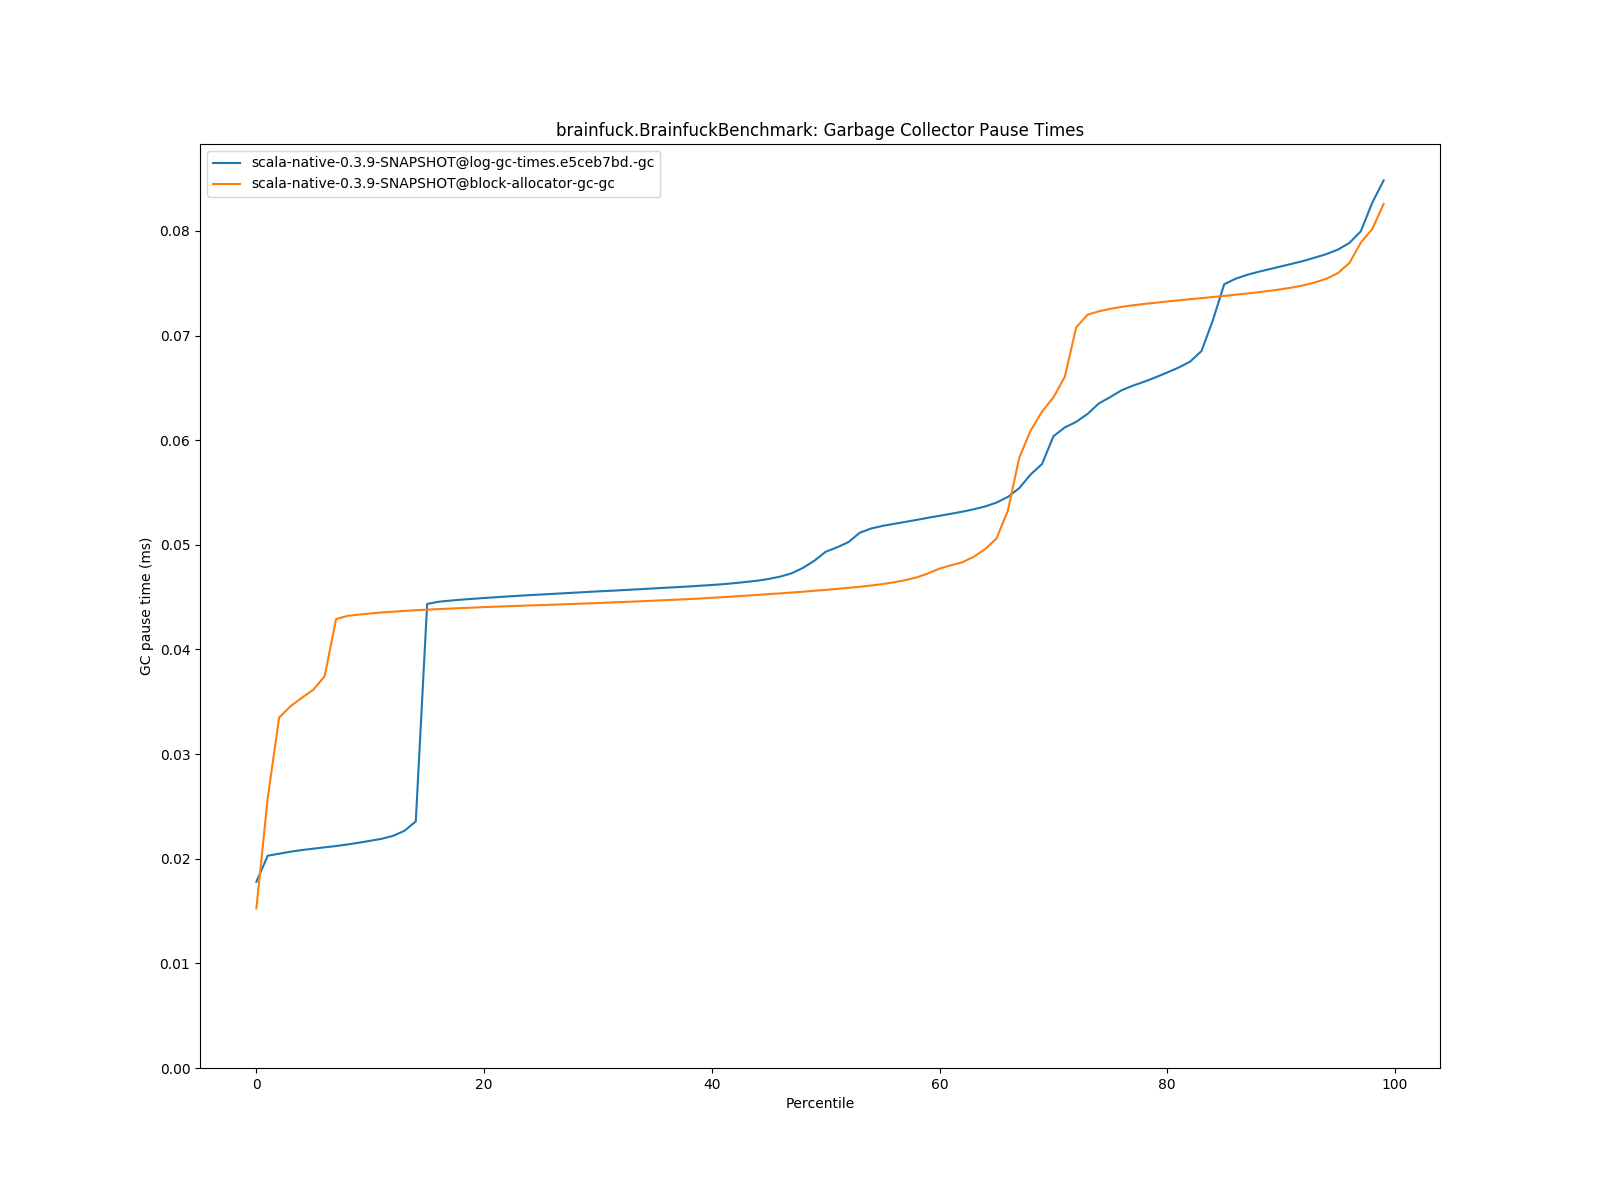 brainfuck.BrainfuckBenchmark: Garbage Collector Pause Times
scala-native-0.3.9-SNAPSHOT@log-gc-times.e5ceb7bd.-gc
scala-native-0.3.9-SNAPSHOT@block-allocator-gc-gc
GC pause time (ms)
0.08
0.07
0.06
0.05
0.04
0.03
0.02
0.01
0.00
0 20 40 60 80 100
Percentile